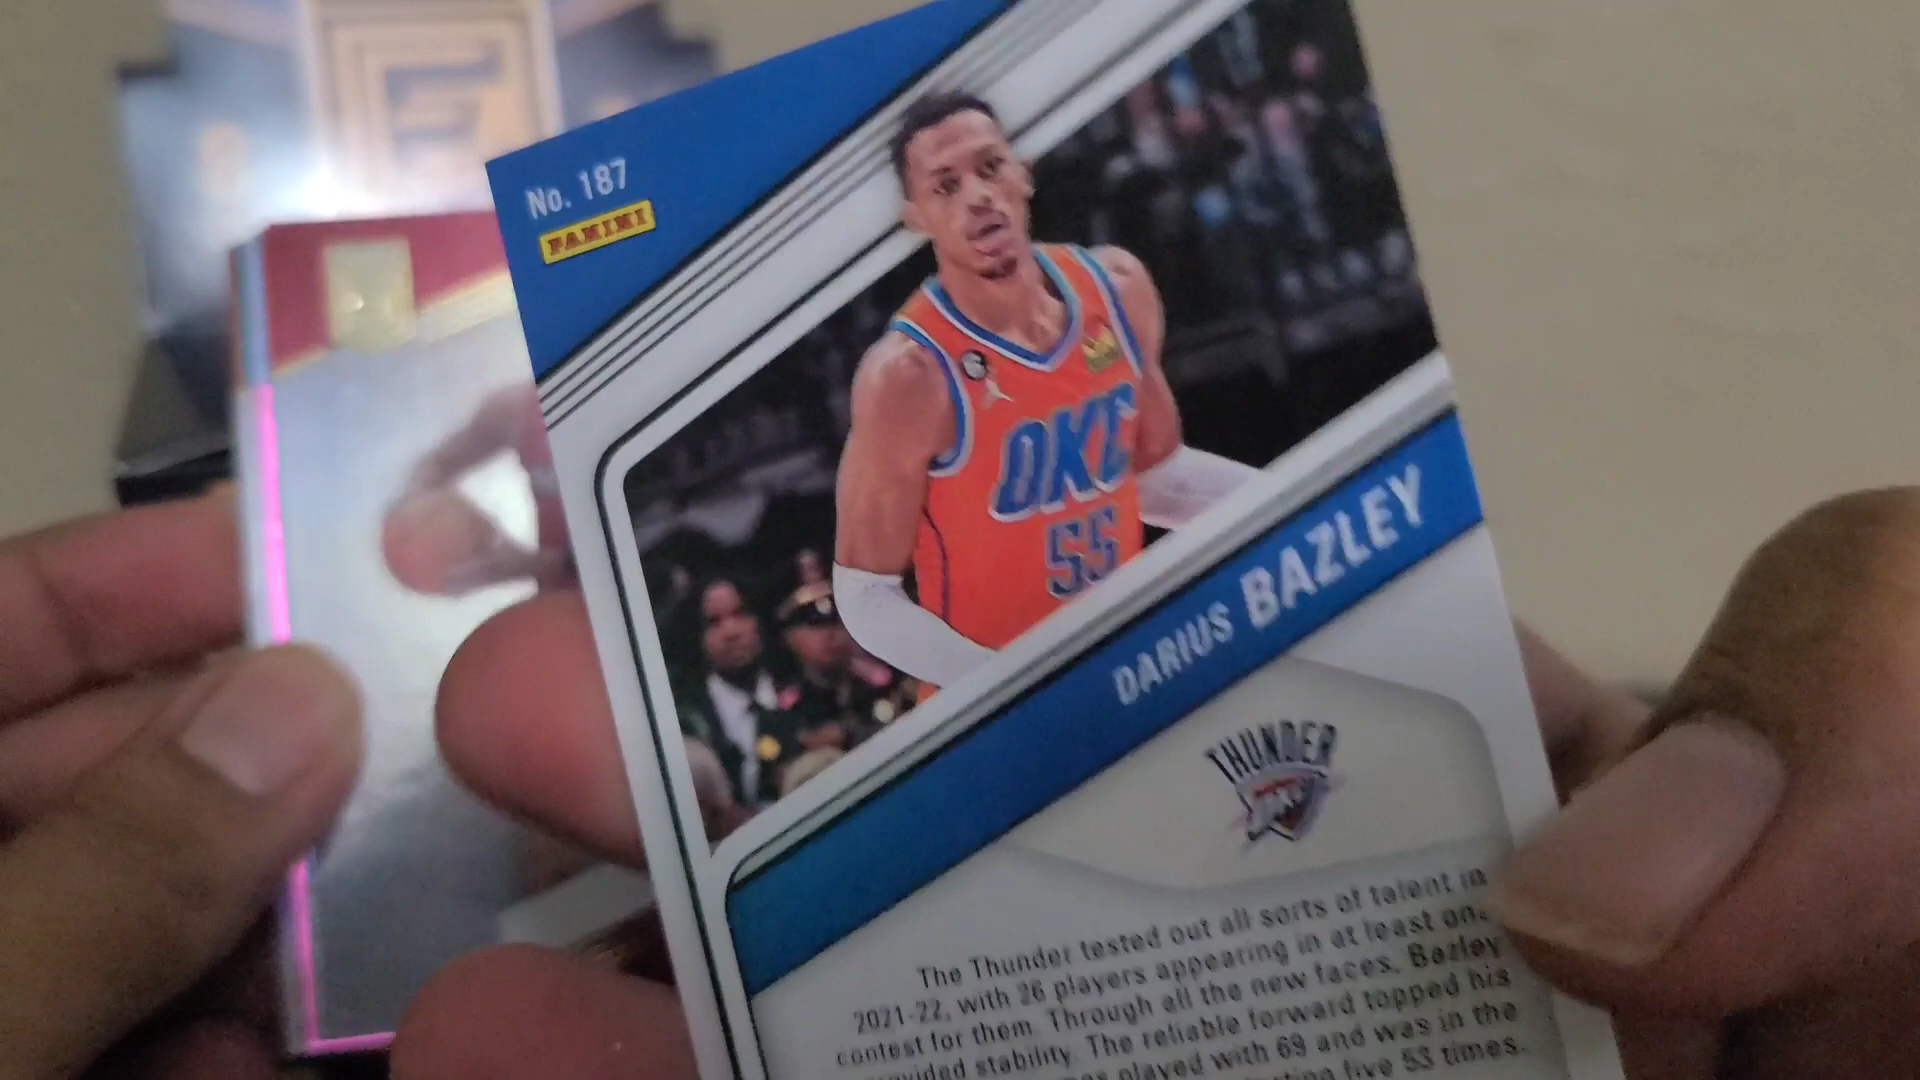 No. 187
PANINI
6
OKC
55
DARIUS BAZLEY
THUNDER
OKC
The Thunder tested out all sorts of talent in
2021-22, with 26 players appearing in at least one
contest for them. Through all the new faces, Bazley
provided stability. The reliable forward topped his
played with 69 and was in the
five 53 times.